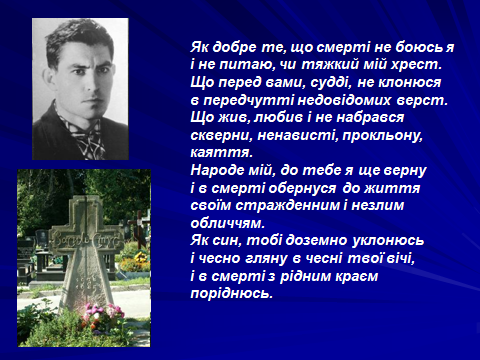 Як добре те, що смерті не боюсь я
і не питаю, чи тяжкий мій хрест.
Що перед вами, судді, не клонюся
в передчутті недовідомих верст.
Що жив, любив і не набрався
скверни, ненависті, прокльону,
каяття.
Народе мій, до тебе я ще верну
і в смерті обернуся до життя
своїм стражденним і незлим
обличчям.
Як син, тобі доземно уклонюсь
і чесно гляну в чесні твої вічі,
і в смерті з рідним краєм
поріднюсь.